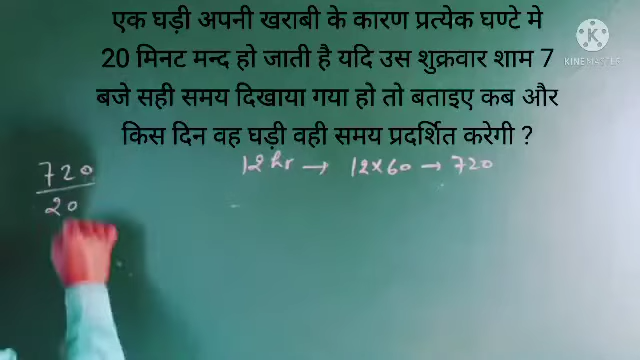 एक घड़ी अपनी खराबी के कारण प्रत्येक घण्टे मे
20 मिनट मन्द हो जाती है यदि उस शुक्रवार शाम 7
बजे सही समय दिखाया गया हो तो बताइए कब और
किस दिन वह घड़ी वही समय प्रदर्शित करेगी ?
12 hr → 12×60 → 720
720
20
KINEMASTER